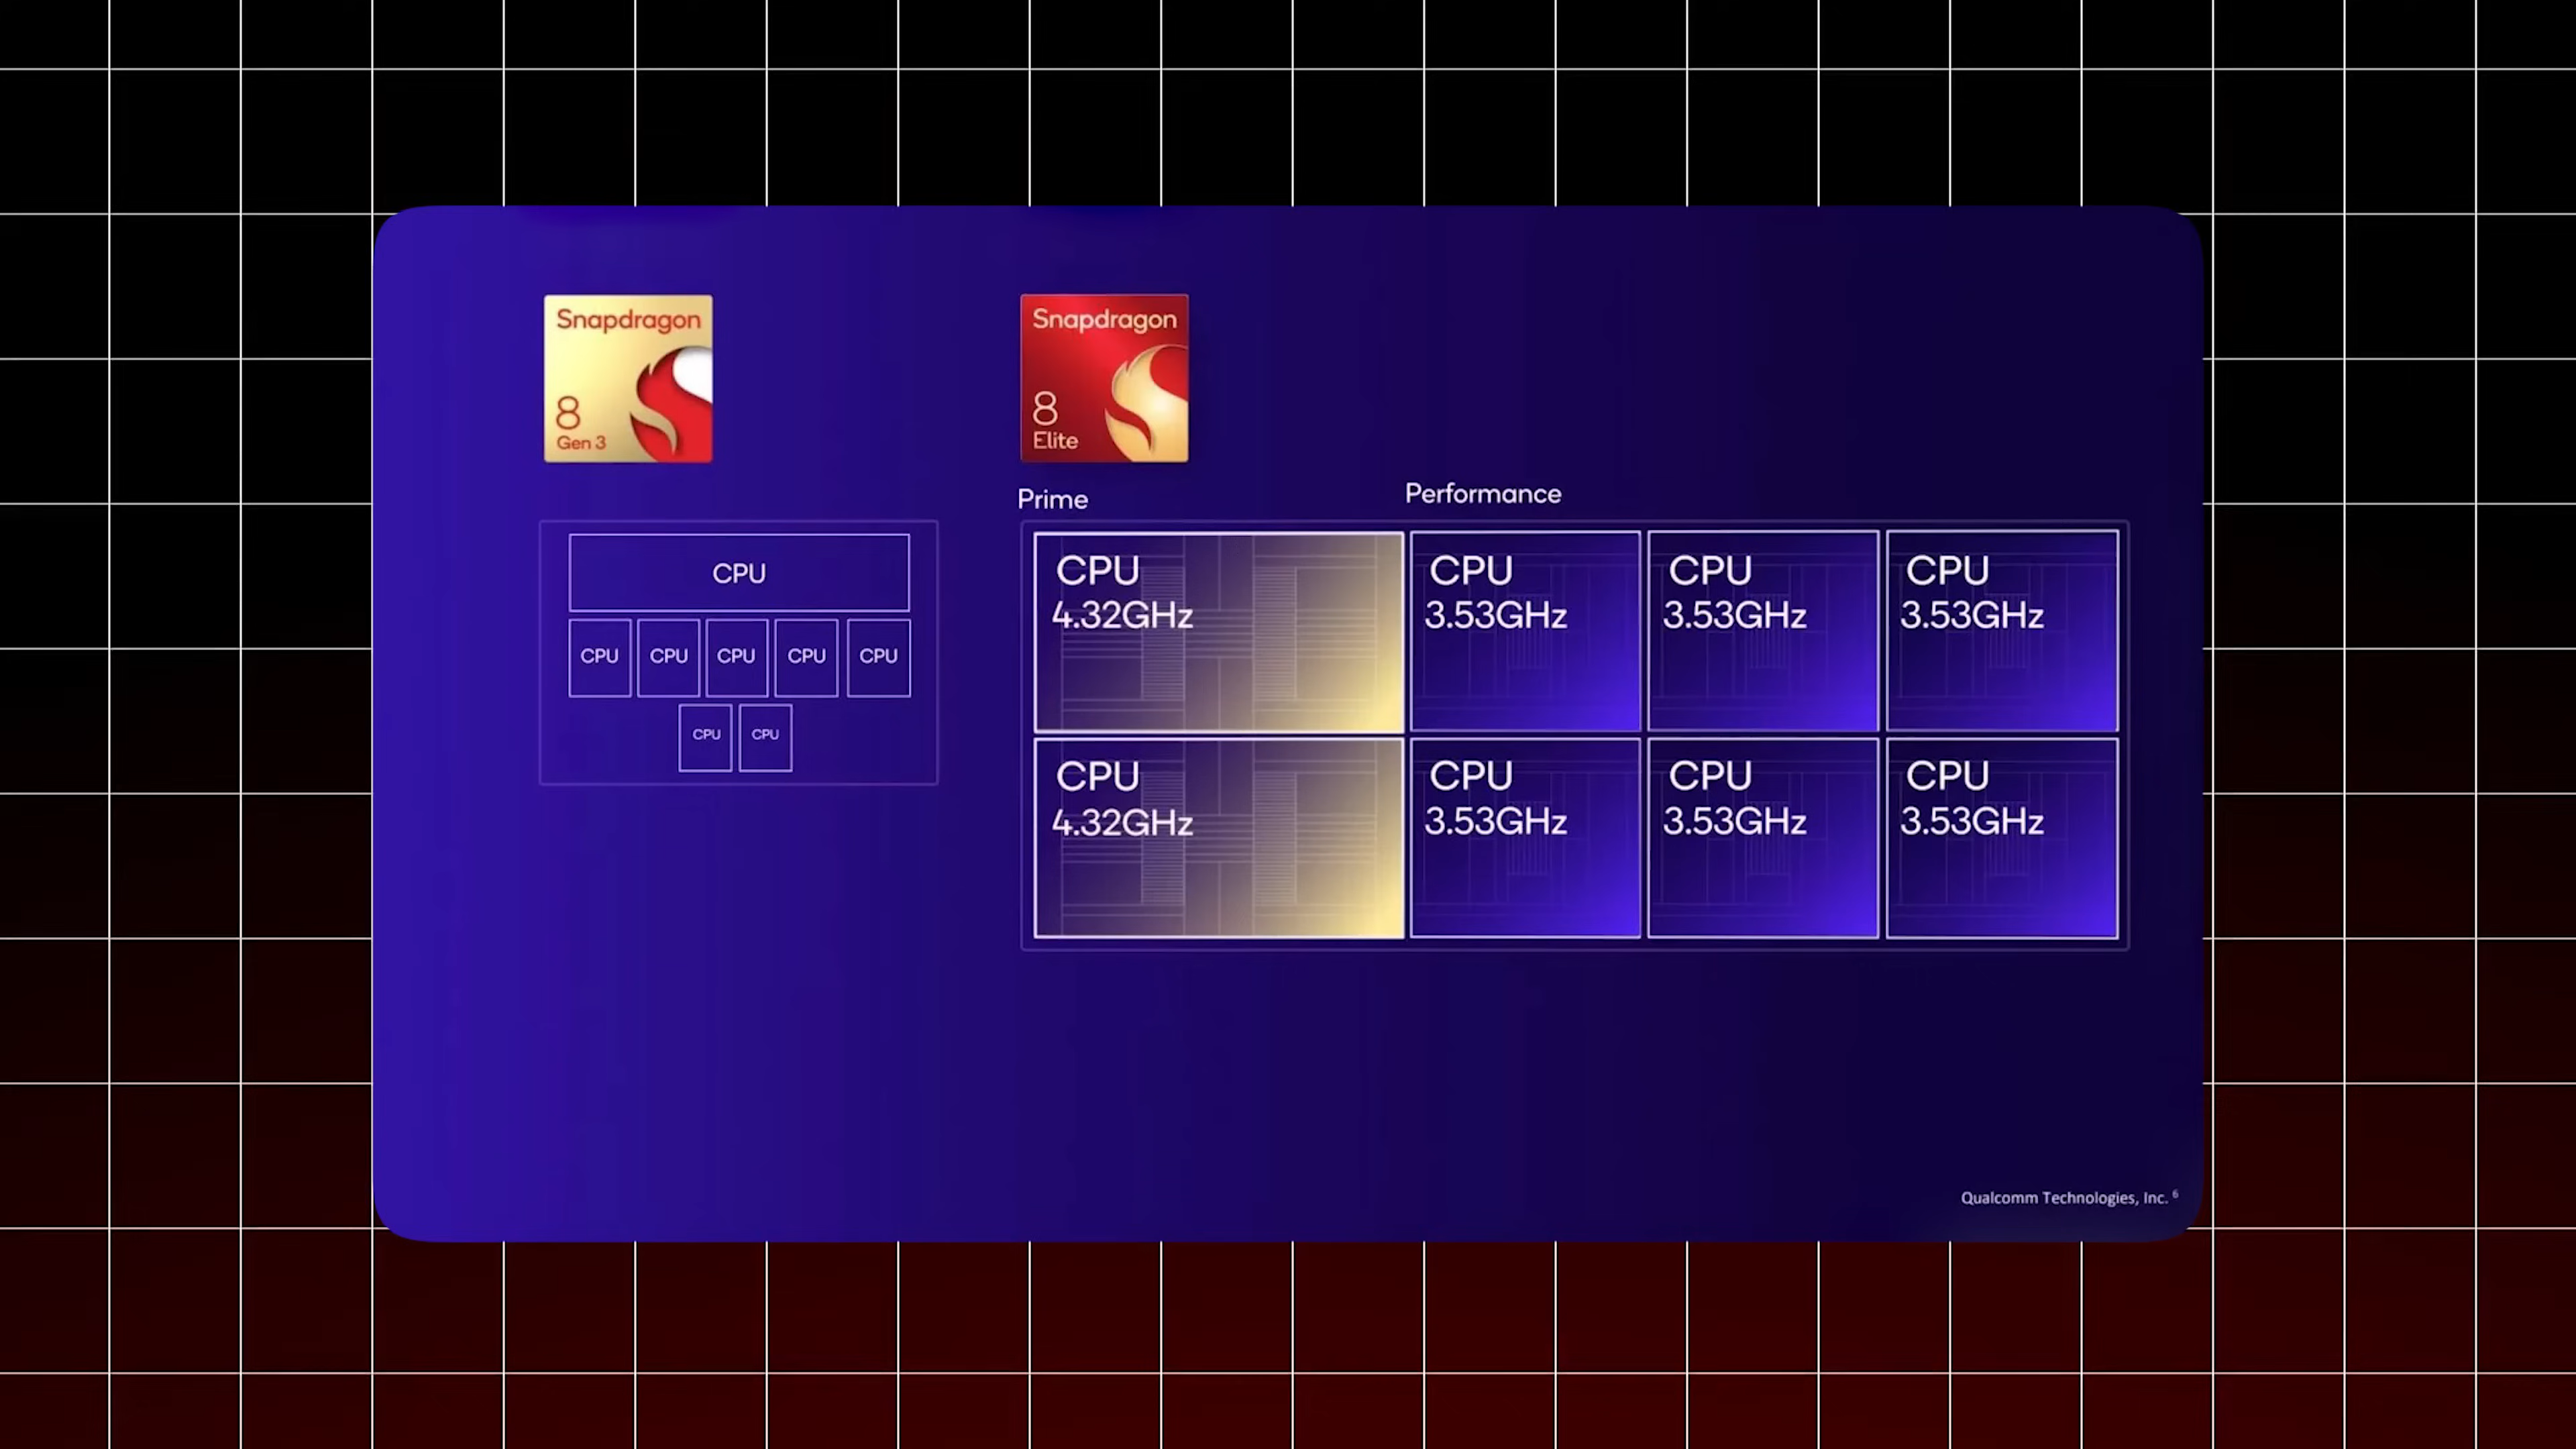 Snapdragon
8
Gen 3
Snapdragon
8
Elite
CPU
CPU CPU CPU CPU CPU
CPU CPU
Prime
Performance
CPU CPU CPU CPU
4.32GHz 3.53GHz 3.53GHz 3.53GHz
CPU CPU CPU CPU
4.32GHz 3.53GHz 3.53GHz 3.53GHz
Qualcomm Technologies, Inc. 6